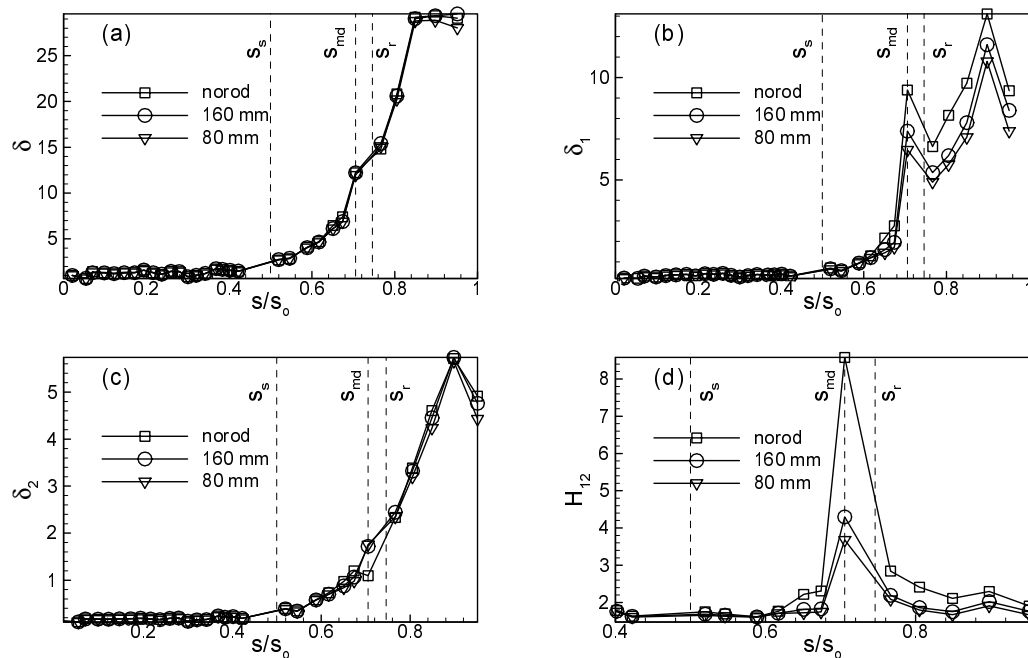 (a)
s_s
s_md
s_r
norod
160 mm
80 mm
δ
25
20
15
10
5
0
0.2
0.4
0.6
0.8
1
s/s_o
(b)
s_s
s_md
s_r
norod
160 mm
80 mm
δ_1
10
5
0
0.2
0.4
0.6
0.8
1
s/s_o
(c)
s_s
s_md
s_r
norod
160 mm
80 mm
δ_2
5
4
3
2
1
0.2
0.4
0.6
0.8
s/s_o
(d)
s_s
s_md
s_r
norod
160 mm
80 mm
H_12
8
6
4
3
2
0.4
0.6
0.8
s/s_o